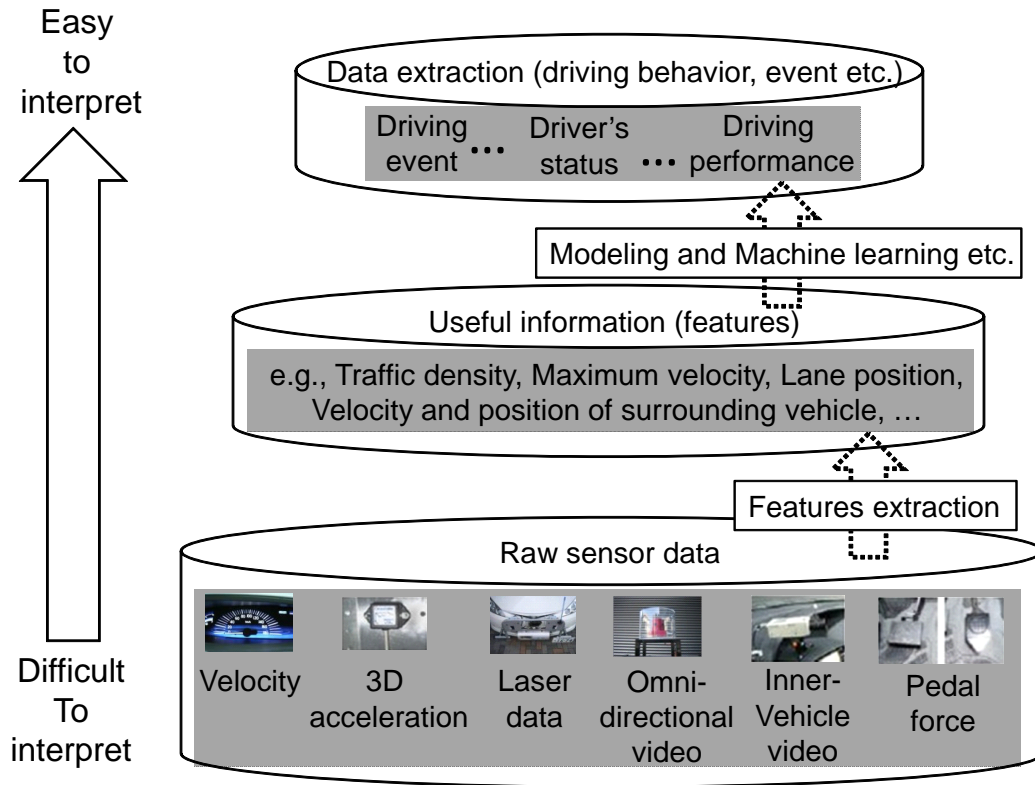 Easy
to
interpret
Data extraction (driving behavior, event etc.)
Driving
event
...
Driver's
status
...
Driving
performance
Modeling and Machine learning etc.
Useful information (features)
e.g., Traffic density, Maximum velocity, Lane position,
Velocity and position of surrounding vehicle, …
Features extraction
Raw sensor data
Velocity
3D
acceleration
Laser
data
Omni-
directional
video
Inner-
Vehicle
video
Pedal
force
Difficult
To
interpret